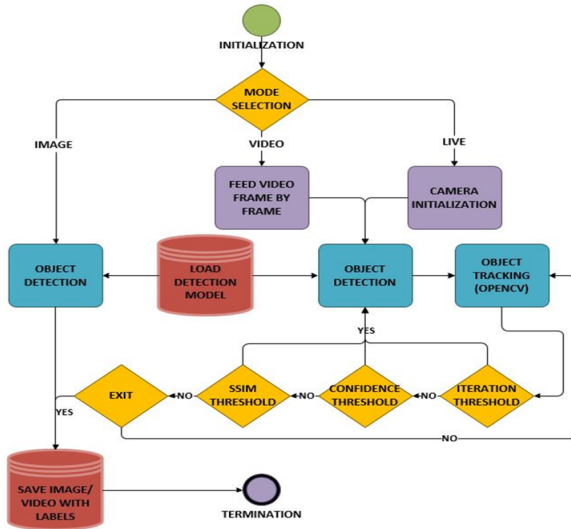 INITIALIZATION
MODE
SELECTION
IMAGE
VIDEO
LIVE
FEED VIDEO
FRAME BY
FRAME
CAMERA
INITIALIZATION
OBJECT
DETECTION
LOAD
DETECTION
MODEL
OBJECT
DETECTION
OBJECT
TRACKING
(OPENCV)
YES
EXIT
NO
SSIM
THRESHOLD
NO
CONFIDENCE
THRESHOLD
NO
ITERATION
THRESHOLD
YES
NO
SAVE IMAGE/
VIDEO WITH
LABELS
TERMINATION